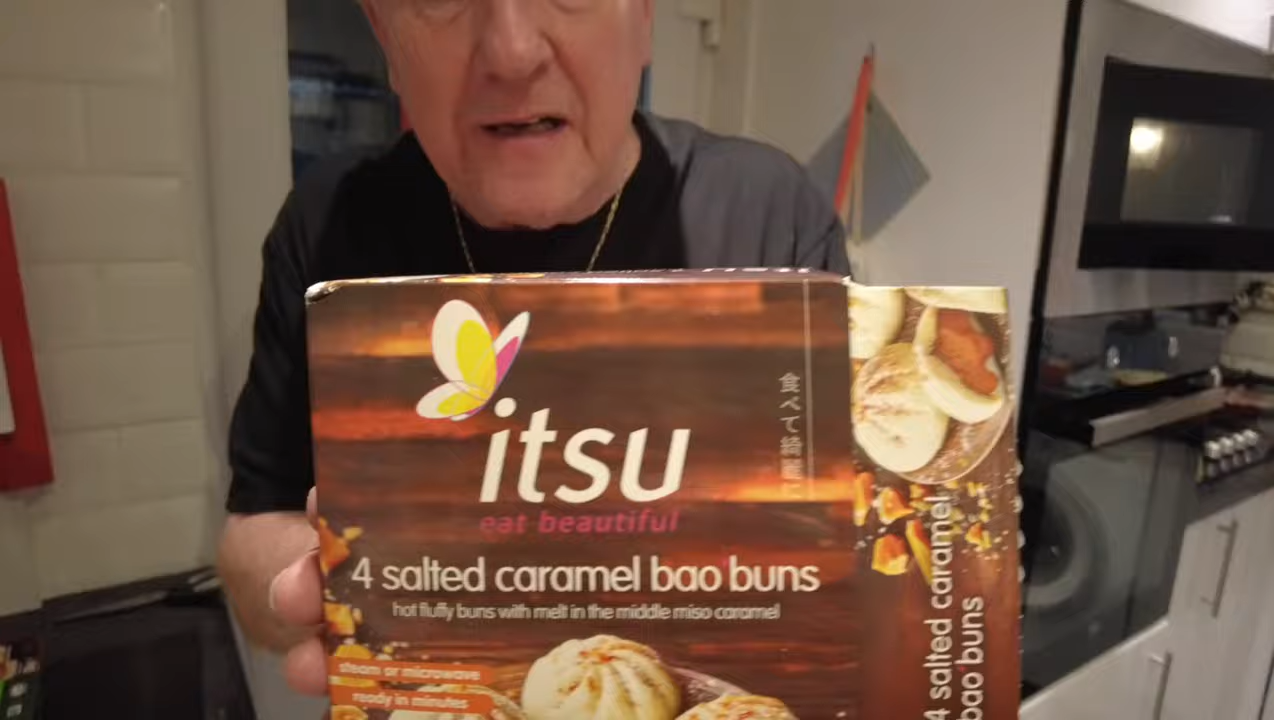 itsu
eat beautiful
4 salted caramel bao buns
hot fluffy buns with melt in the middle miso caramel
steam or microwave
ready in minutes
食べて綺麗に
4 salted caramel
bao buns